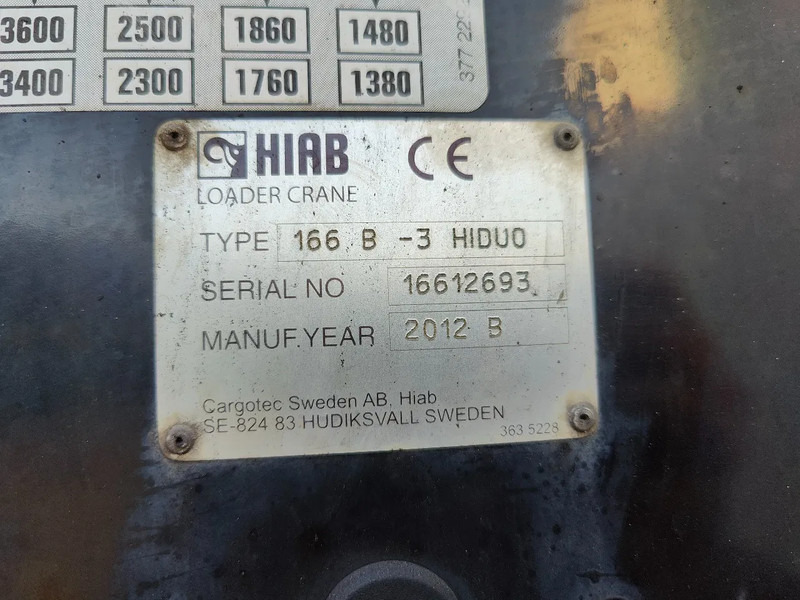 3600 2500 1860 1480
3400 2300 1760 1380
HIAB CE
LOADER CRANE
TYPE 166 B -3 HIDUO
SERIAL NO 16612693
MANUF.YEAR 2012 B
Cargotec Sweden AB, Hiab
SE-824 83 HUDIKSVALL SWEDEN
363 5228
377